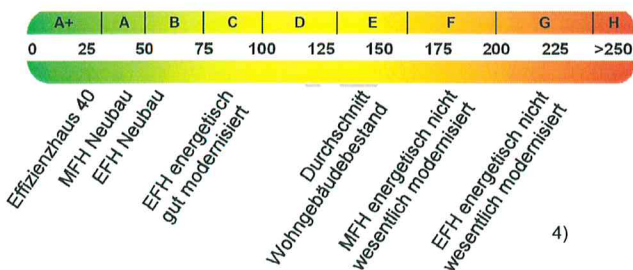 A+ A B C D E F G H
0 25 50 75 100 125 150 175 200 225 >250
Effizienzhaus 40
MFH Neubau
EFH Neubau
EFH energetisch
gut modernisiert
Durchschnitt
Wohngebäudebestand
MFH energetisch nicht
wesentlich modernisiert
EFH energetisch nicht
wesentlich modernisiert
4)